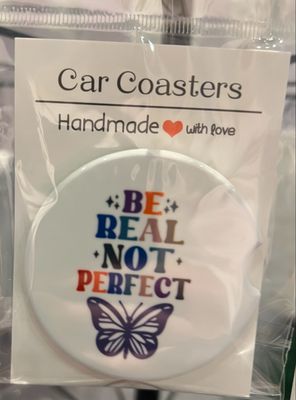 Car Coasters
Handmade with love
BE
REAL
NOT
PERFECT